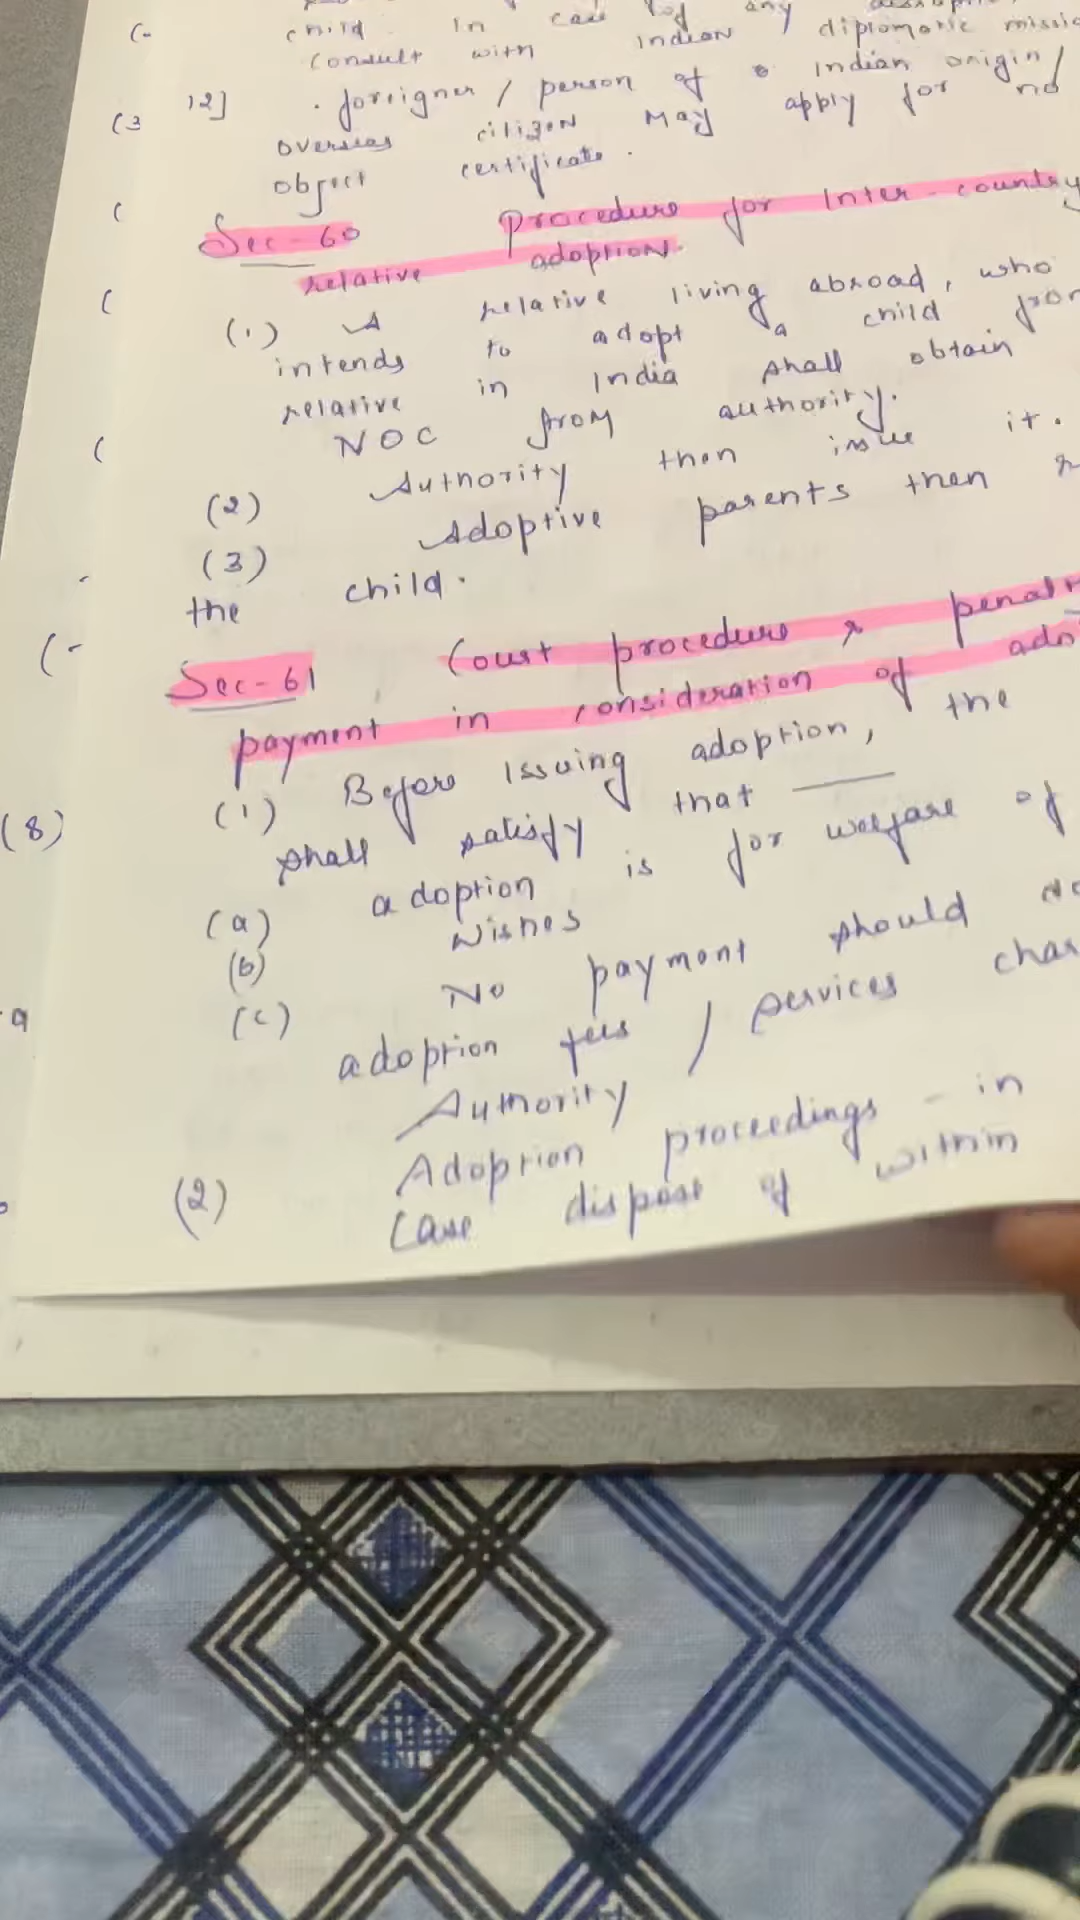 child. In case of any
consult with Indian / diplomatic missio
12] . foreigner / person of Indian origin /
overseas citizen May apply for no
object certificate.
Sec-60 Procedure for Inter-country
relative adoption.
(1) A relative living abroad, who
intends to adopt a child from
relative in India shall obtain
NOC from authority.
(2) Authority then issue it.
(3) Adoptive parents then
the child.
Sec-61 Court procedure & penalt
payment in consideration of ado
(1) Before issuing adoption, the
shall satisfy that
(a) adoption is for welfare of
(b) wishes
(c) No payment should
adoption fees / services char
Authority
(2) Adoption proceedings - in
case dispose of within
(8)